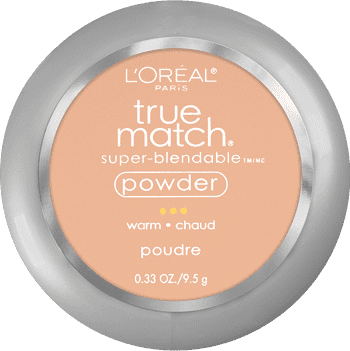 L'ORÉAL
PARIS
true
match®
super-blendable TM/MC
powder
warm • chaud
poudre
0.33 OZ./9.5 g